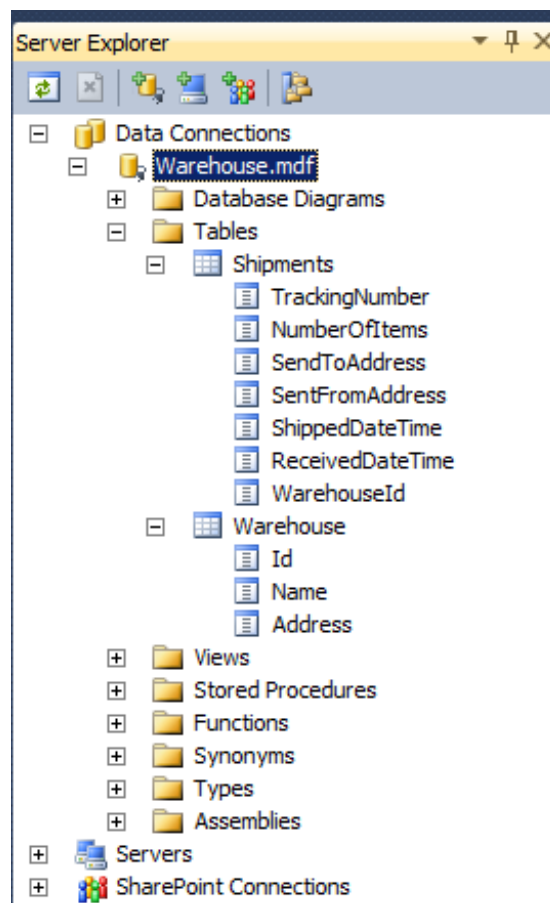 Server Explorer
Data Connections
Warehouse.mdf
Database Diagrams
Tables
Shipments
TrackingNumber
NumberOfItems
SendToAddress
SentFromAddress
ShippedDateTime
ReceivedDateTime
WarehouseId
Warehouse
Id
Name
Address
Views
Stored Procedures
Functions
Synonyms
Types
Assemblies
Servers
SharePoint Connections